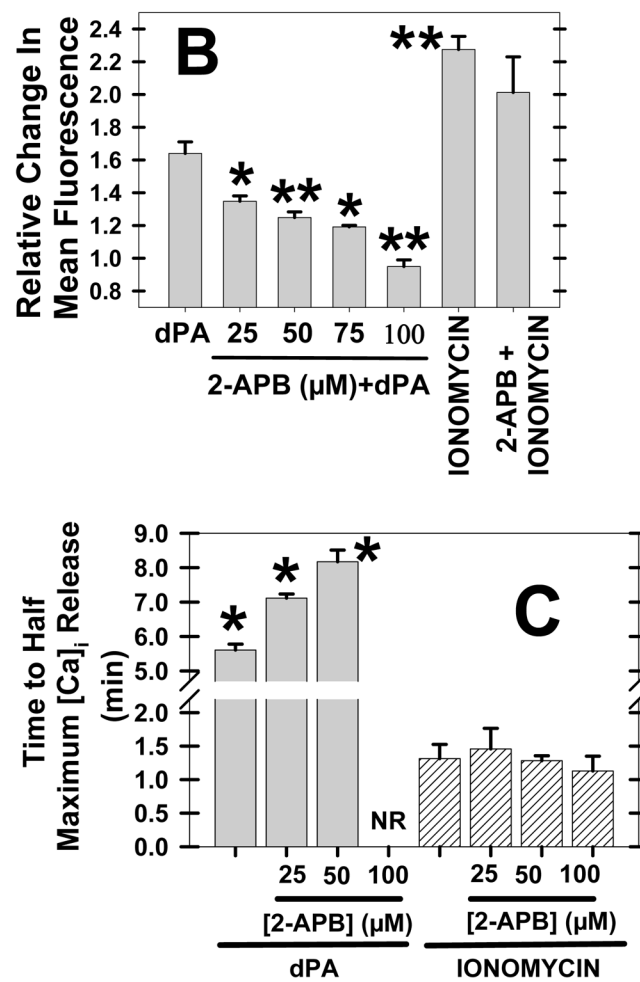 B
Relative Change In
Mean Fluorescence
2.4
2.2
2.0
1.8
1.6
1.4
1.2
1.0
0.8
* ** * ** **
dPA 25 50 75 100
2-APB (µM)+dPA
IONOMYCIN
2-APB +
IONOMYCIN
C
Time to Half
Maximum [Ca]i Release
(min)
9.0
8.0
7.0
6.0
5.0
2.0
1.5
1.0
0.5
0.0
* * *
NR
25 50 100 25 50 100
[2-APB] (µM) [2-APB] (µM)
dPA IONOMYCIN